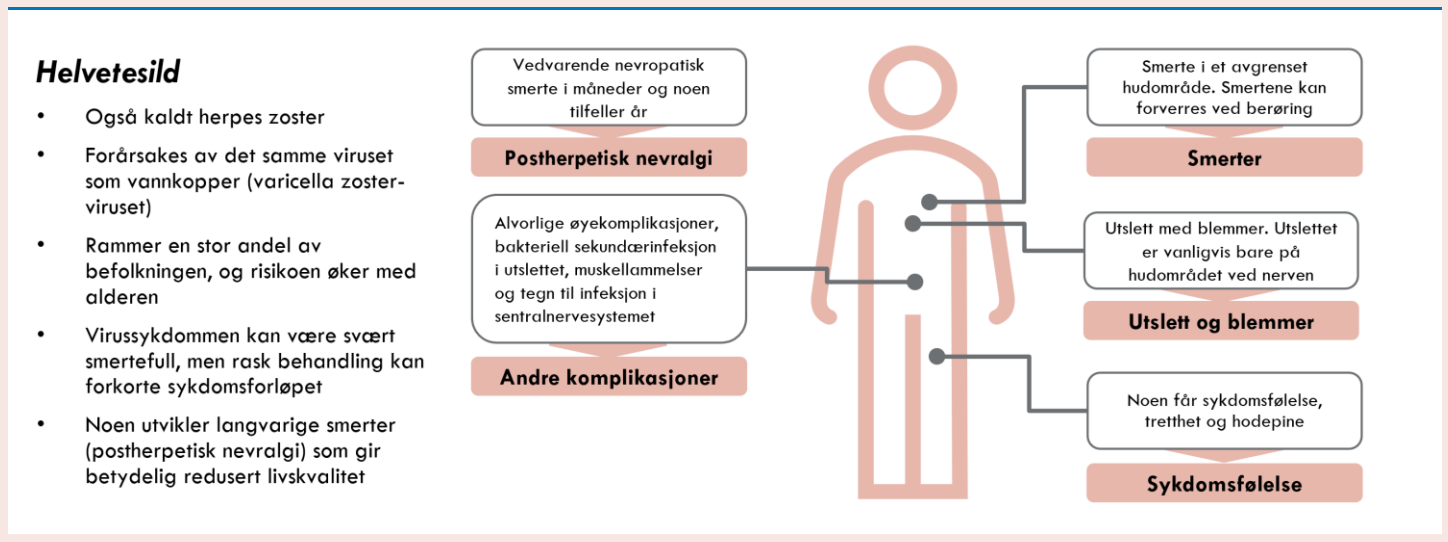 Helvetesild
• Også kaldt herpes zoster
• Forårsakes av det samme viruset
som vannkopper (varicella zoster-
viruset)
• Rammer en stor andel av
befolkningen, og risikoen øker med
alderen
• Virussykdommen kan være svært
smertefull, men rask behandling kan
forkorte sykdomsforløpet
• Noen utvikler langvarige smerter
(postherpetisk nevralgi) som gir
betydelig redusert livskvalitet
Vedvarende nevropatisk
smerte i måneder og noen
tilfeller år
Postherpetisk nevralgi
Alvorlige øyekomplikasjoner,
bakteriell sekundærinfeksjon
i utslettet, muskellammelser
og tegn til infeksjon i
sentralnervesystemet
Andre komplikasjoner
Smerte i et avgrenset
hudområde. Smertene kan
forverres ved berøring
Smerter
Utslett med blemmer. Utslettet
er vanligvis bare på
hudområdet ved nerven
Utslett og blemmer
Noen får sykdomsfølelse,
tretthet og hodepine
Sykdomsfølelse